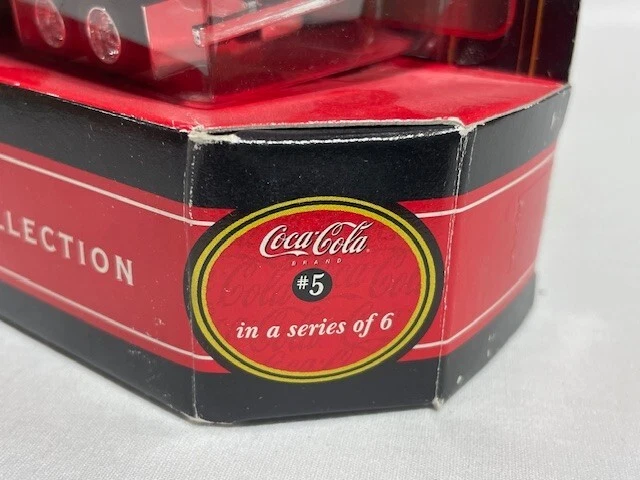 LLECTION
Coca-Cola
BRAND
#5
in a series of 6